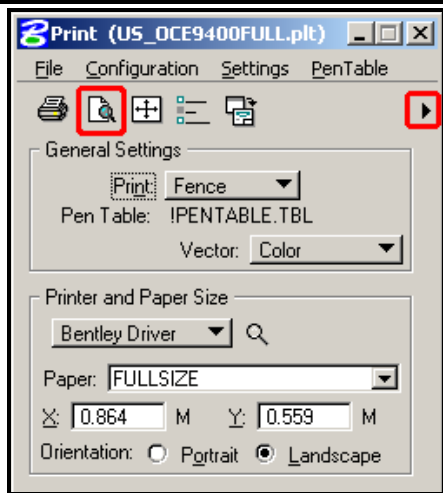 Print (US_OCE9400FULL.plt)
File Configuration Settings PenTable
General Settings
Print: Fence
Pen Table: !PENTABLE.TBL
Vector: Color
Printer and Paper Size
Bentley Driver
Paper: FULLSIZE
X: 0.864 M Y: 0.559 M
Orientation: Portrait Landscape